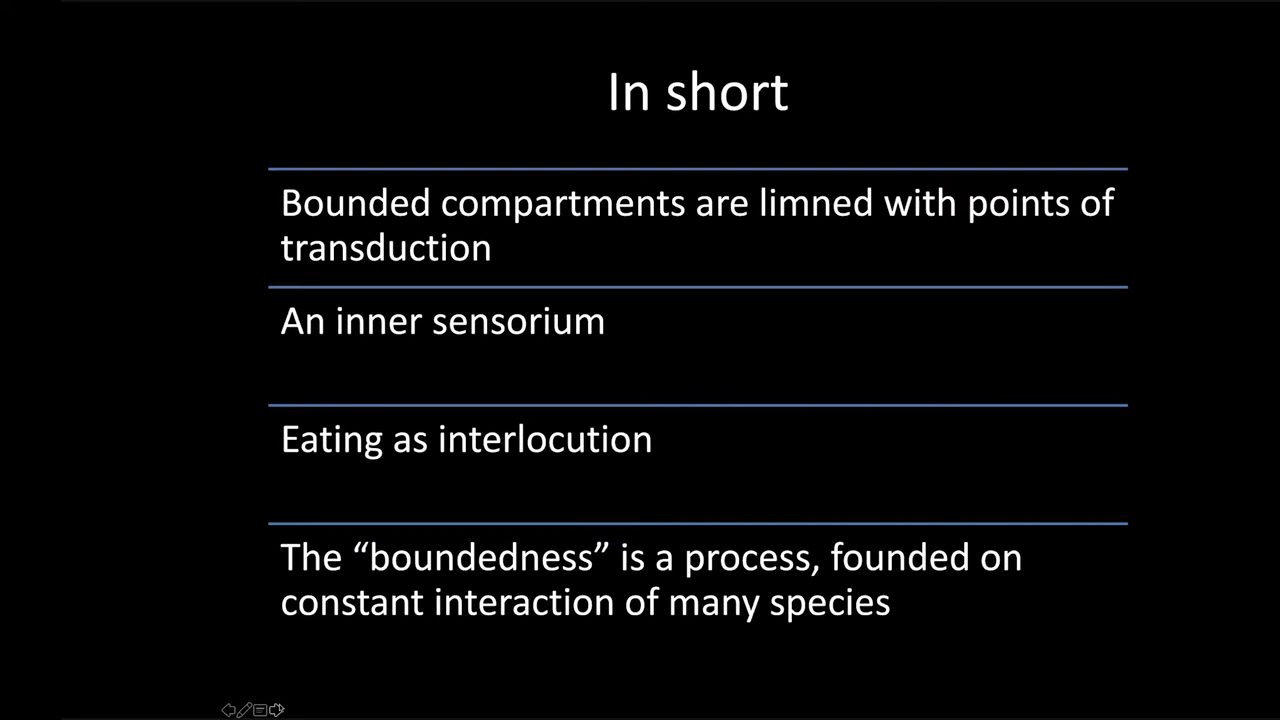 In short
Bounded compartments are limned with points of
transduction
An inner sensorium
Eating as interlocution
The “boundedness” is a process, founded on
constant interaction of many species